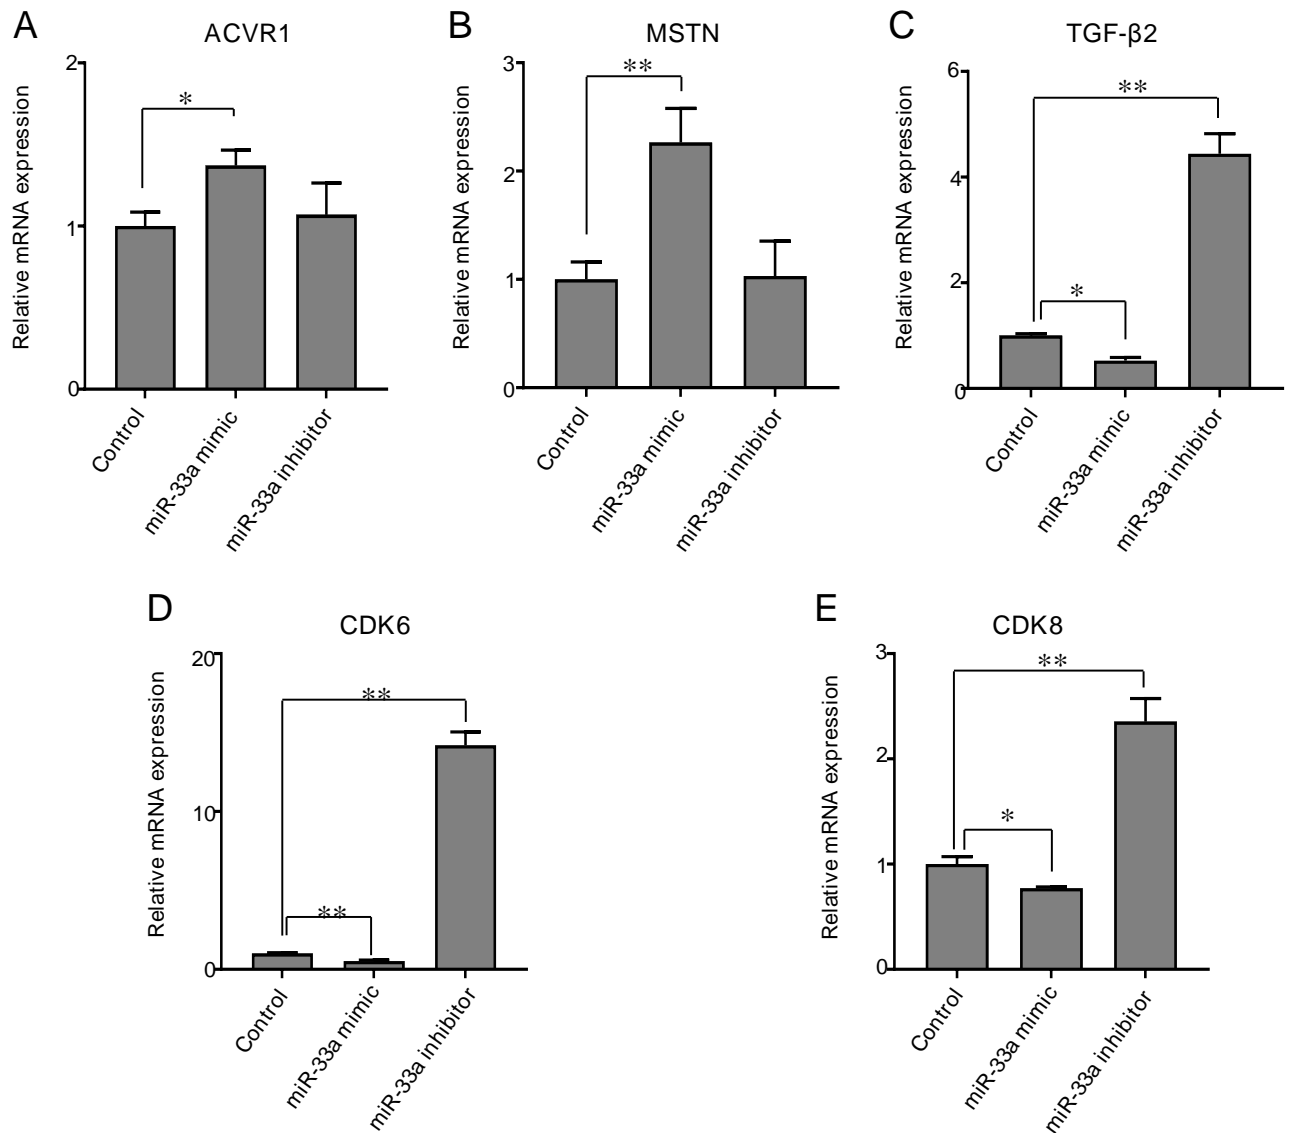 A
ACVR1
Relative mRNA expression
2
1
0
*
Control
miR-33a mimic
miR-33a inhibitor
B
MSTN
Relative mRNA expression
3
2
1
0
**
Control
miR-33a mimic
miR-33a inhibitor
C
TGF-β2
Relative mRNA expression
6
4
2
0
**
*
Control
miR-33a mimic
miR-33a inhibitor
D
CDK6
Relative mRNA expression
20
10
0
**
**
Control
miR-33a mimic
miR-33a inhibitor
E
CDK8
Relative mRNA expression
3
2
1
0
**
*
Control
miR-33a mimic
miR-33a inhibitor